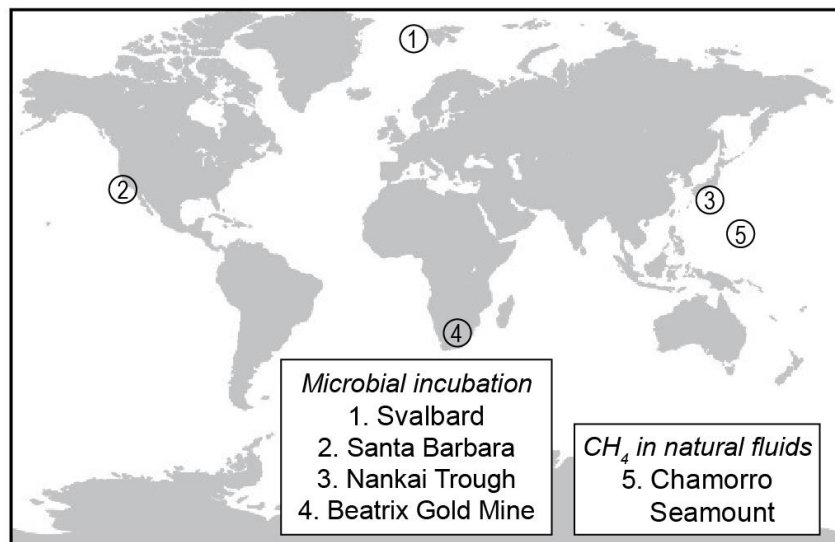 ①
②
③
⑤
④
Microbial incubation
1. Svalbard
2. Santa Barbara
3. Nankai Trough
4. Beatrix Gold Mine
CH₄ in natural fluids
5. Chamorro
Seamount